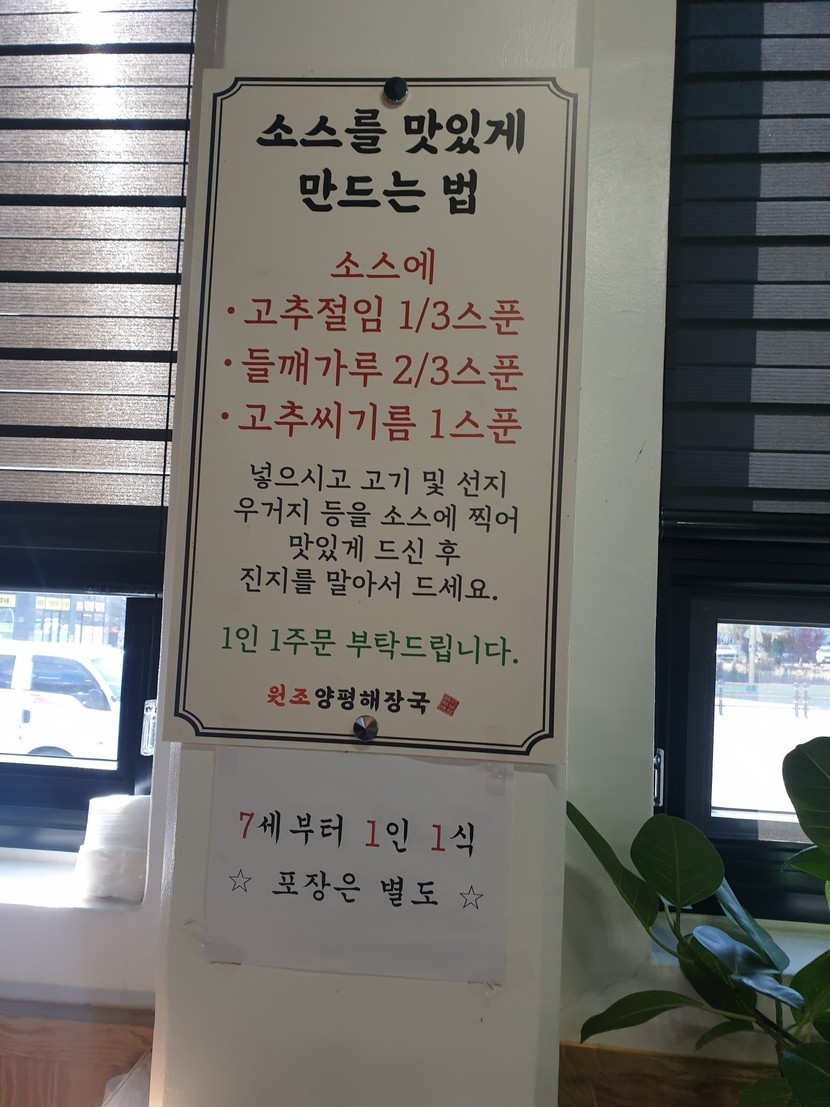 소스를 맛있게
만드는 법
소스에
· 고추절임 1/3스푼
· 들깨가루 2/3스푼
· 고추씨기름 1스푼
넣으시고 고기 및 선지
우거지 등을 소스에 찍어
맛있게 드신 후
진지를 말아서 드세요.
1인 1주문 부탁드립니다.
원조양평해장국
7세부터 1인 1식
☆ 포장은 별도 ☆